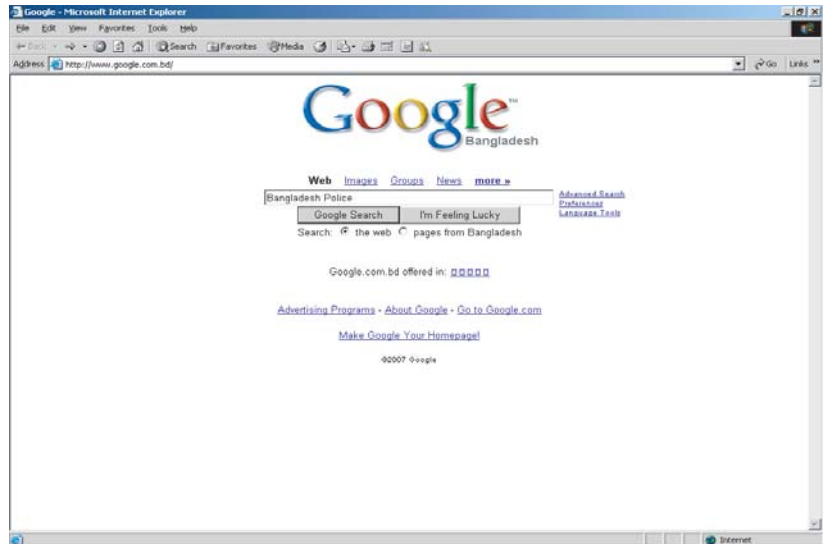 Google - Microsoft Internet Explorer
File Edit View Favorites Tools Help
Back Search Favorites Media
Address http://www.google.com.bd/ Go Links »
Google™
Bangladesh
Web Images Groups News more »
Bangladesh Police
Advanced Search
Preferences
Language Tools
Google Search I'm Feeling Lucky
Search: the web pages from Bangladesh
Google.com.bd offered in:
Advertising Programs - About Google - Go to Google.com
Make Google Your Homepage!
©2007 Google
Internet